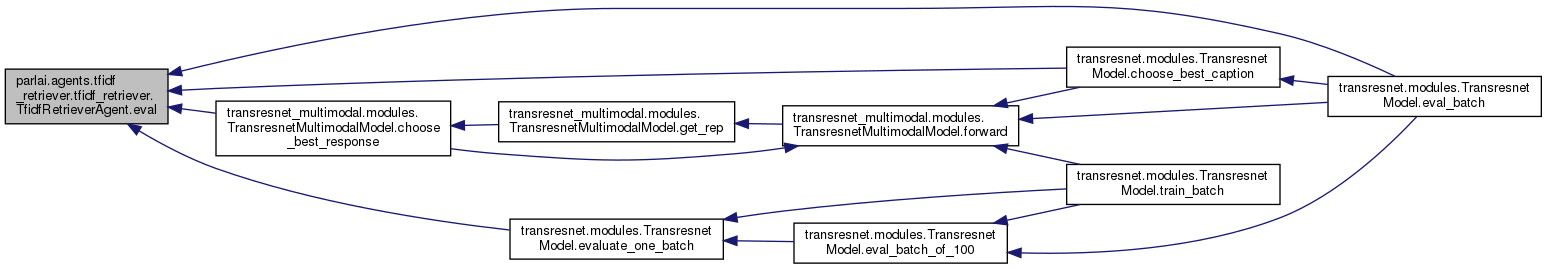 parlai.agents.tfidf
_retriever.tfidf_retriever.
TfidfRetrieverAgent.eval
transresnet_multimodal.modules.
TransresnetMultimodalModel.choose
_best_response
transresnet_multimodal.modules.
TransresnetMultimodalModel.get_rep
transresnet_multimodal.modules.
TransresnetMultimodalModel.forward
transresnet.modules.Transresnet
Model.choose_best_caption
transresnet.modules.Transresnet
Model.eval_batch
transresnet.modules.Transresnet
Model.train_batch
transresnet.modules.Transresnet
Model.evaluate_one_batch
transresnet.modules.Transresnet
Model.eval_batch_of_100